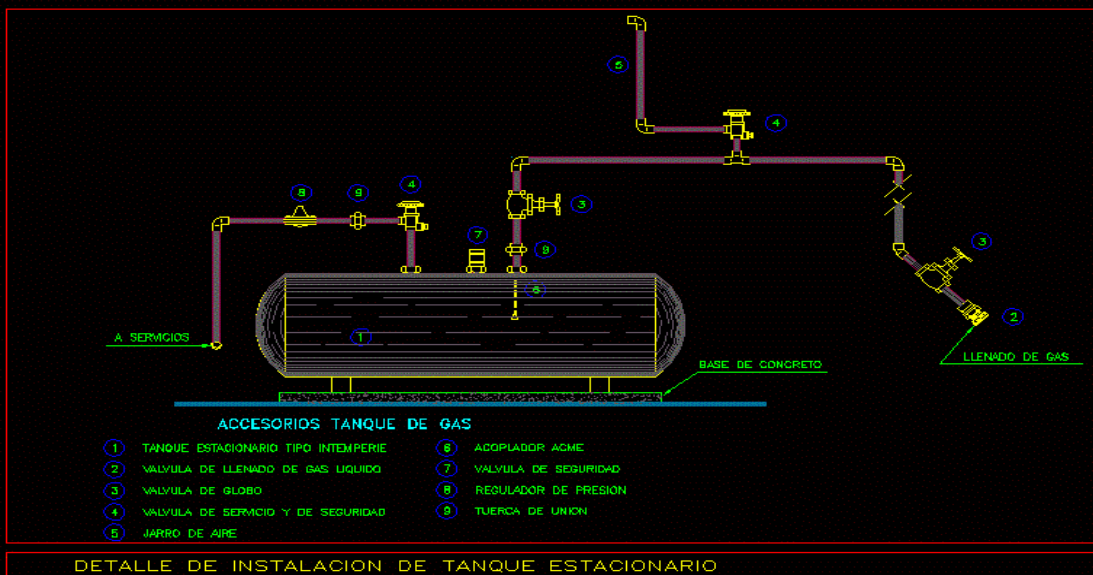 5
4
8
9
4
3
7
9
3
6
1
2
A SERVICIOS
LLENADO DE GAS
BASE DE CONCRETO
ACCESORIOS TANQUE DE GAS
1 TANQUE ESTACIONARIO TIPO INTEMPERIE
2 VALVULA DE LLENADO DE GAS LIQUIDO
3 VALVULA DE GLOBO
4 VALVULA DE SERVICIO Y DE SEGURIDAD
5 JARRO DE AIRE
6 ACOPLADOR ACME
7 VALVULA DE SEGURIDAD
8 REGULADOR DE PRESION
9 TUERCA DE UNION
DETALLE DE INSTALACION DE TANQUE ESTACIONARIO